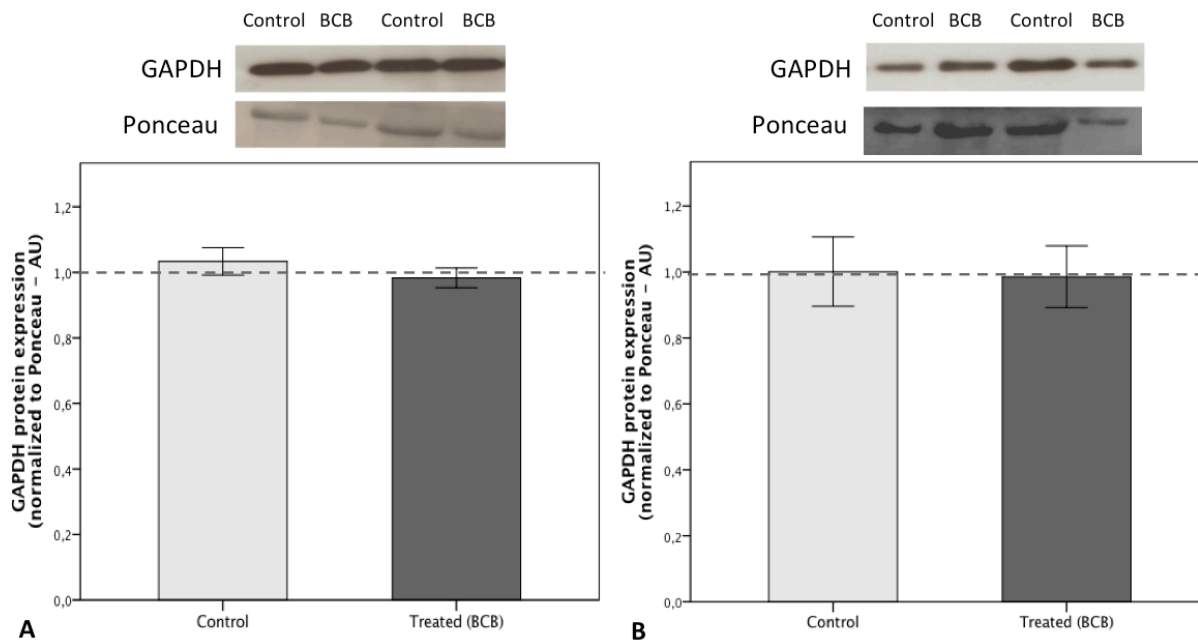 Control BCB Control BCB
GAPDH
Ponceau
GAPDH protein expression
(normalized to Ponceau – AU)
1,2
1,0
0,8
0,6
0,4
0,2
0,0
Control Treated (BCB)
A
Control BCB Control BCB
GAPDH
Ponceau
GAPDH protein expression
(normalized to Ponceau – AU)
1,2
1,0
0,8
0,6
0,4
0,2
0,0
Control Treated (BCB)
B